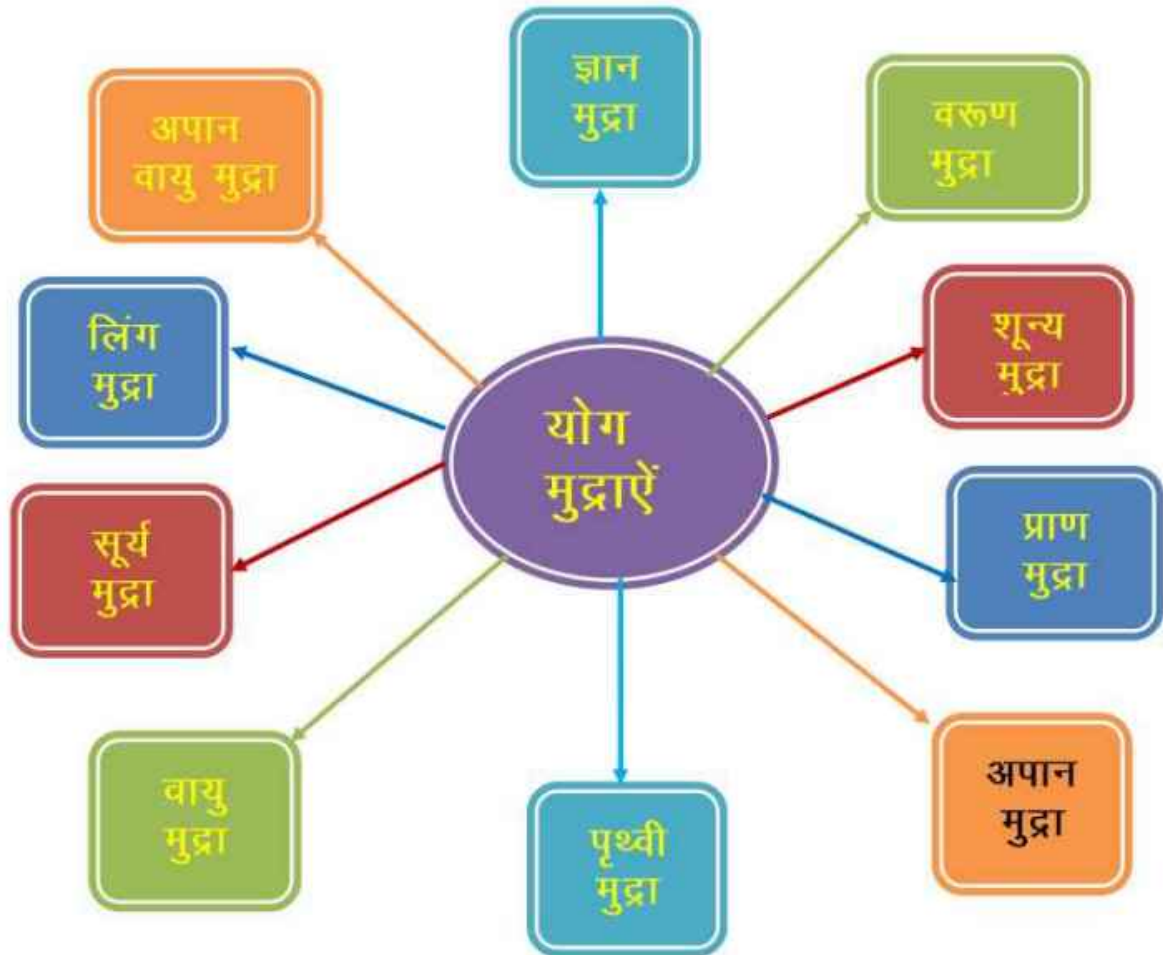 ज्ञान
मुद्रा
वरूण
मुद्रा
अपान
वायु मुद्रा
शून्य
मुद्रा
लिंग
मुद्रा
योग
मुद्राऐं
प्राण
मुद्रा
सूर्य
मुद्रा
अपान
मुद्रा
वायु
मुद्रा
पृथ्वी
मुद्रा